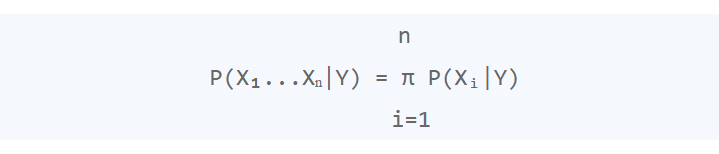 n
P(X₁...Xₙ|Y) = π P(Xᵢ|Y)
i=1